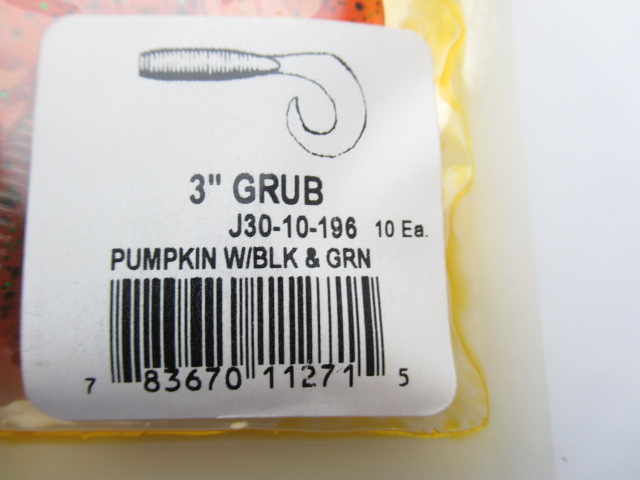 3" GRUB
J30-10-196 10 Ea.
PUMPKIN W/BLK & GRN
7 83670 11271 5